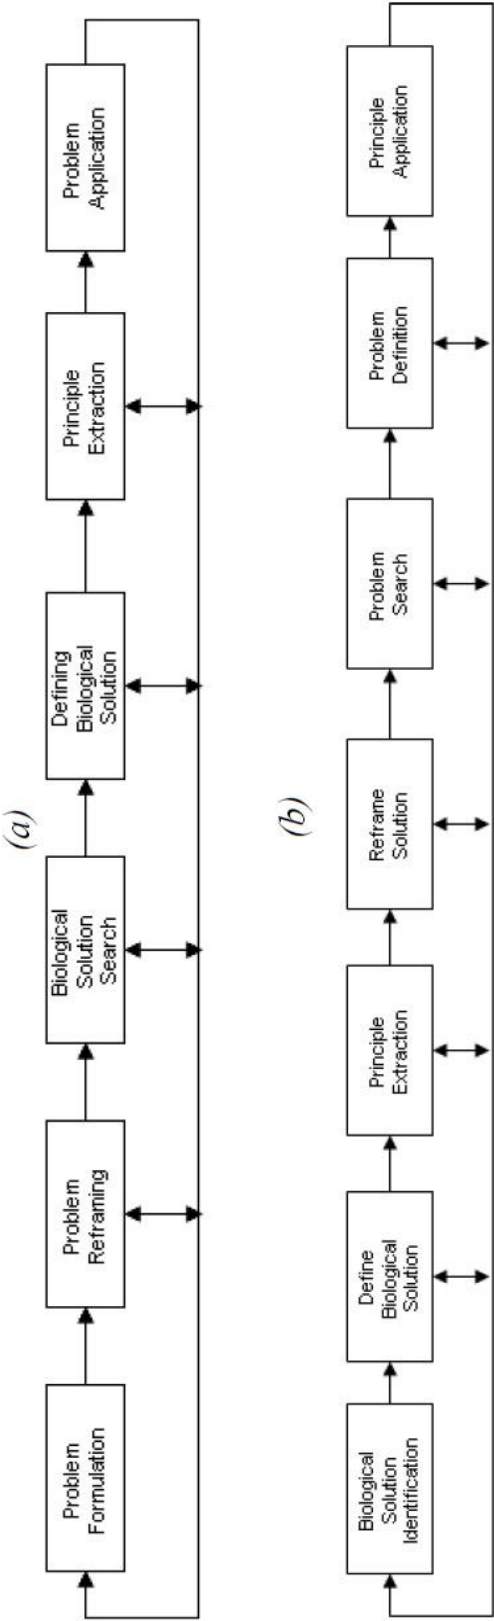 Problem
Formulation
Problem
Reframing
Biological
Solution
Search
Defining
Biological
Solution
Principle
Extraction
Problem
Application
(a)
Biological
Solution
Identification
Define
Biological
Solution
Principle
Extraction
Reframe
Solution
Problem
Search
Problem
Definition
Principle
Application
(b)